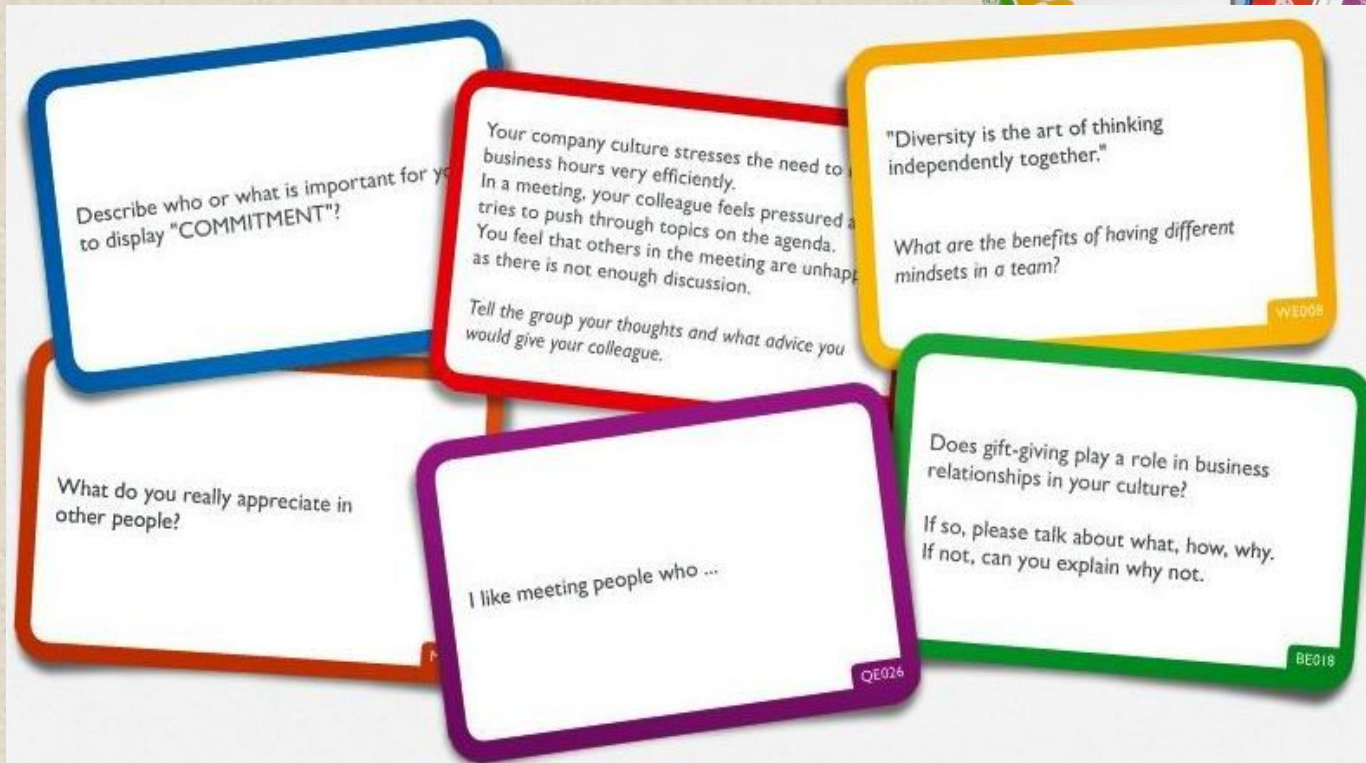 Describe who or what is important for
to display "COMMITMENT"?
Your company culture stresses the need to
business hours very efficiently.
In a meeting, your colleague feels pressured
tries to push through topics on the agenda.
You feel that others in the meeting are
as there is not enough discussion.
Tell the group your thoughts and what advice you
would give your colleague.
"Diversity is the art of thinking
independently together."
What are the benefits of having different
mindsets in a team?
WE008
What do you really appreciate in
other people?
I like meeting people who ...
QE026
Does gift-giving play a role in business
relationships in your culture?
If so, please talk about what, how, why.
If not, can you explain why not.
BE018